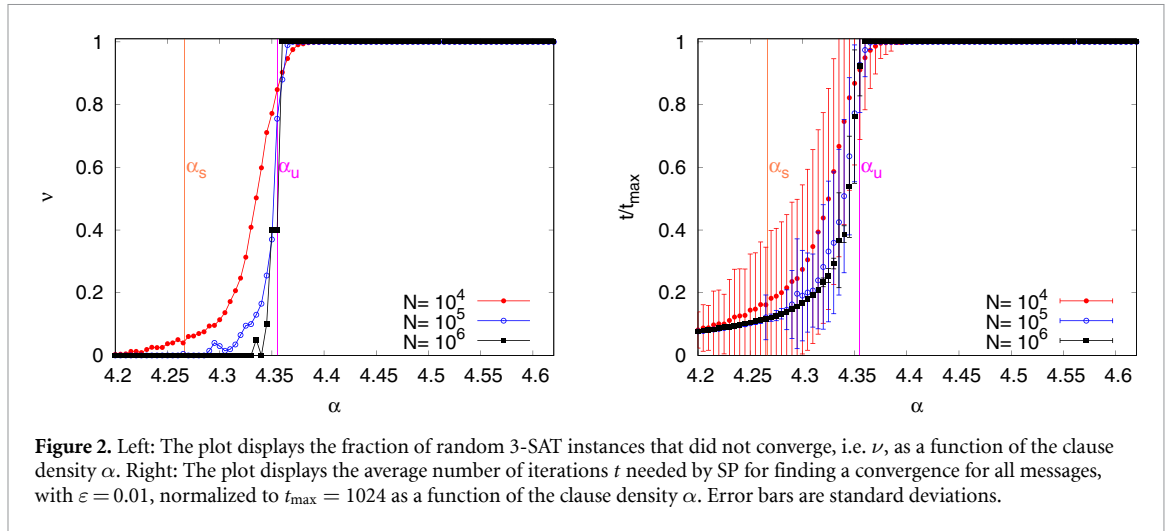 1
0.8
0.6
0.4
0.2
0
ν
α_s
α_u
N= 10^4
N= 10^5
N= 10^6
4.2 4.25 4.3 4.35 4.4 4.45 4.5 4.55 4.6
α
1
0.8
0.6
0.4
0.2
0
t/t_max
α_s
α_u
N= 10^4
N= 10^5
N= 10^6
4.2 4.25 4.3 4.35 4.4 4.45 4.5 4.55 4.6
α
Figure 2. Left: The plot displays the fraction of random 3-SAT instances that did not converge, i.e. ν, as a function of the clause
density α. Right: The plot displays the average number of iterations t needed by SP for finding a convergence for all messages,
with ε = 0.01, normalized to t_max = 1024 as a function of the clause density α. Error bars are standard deviations.